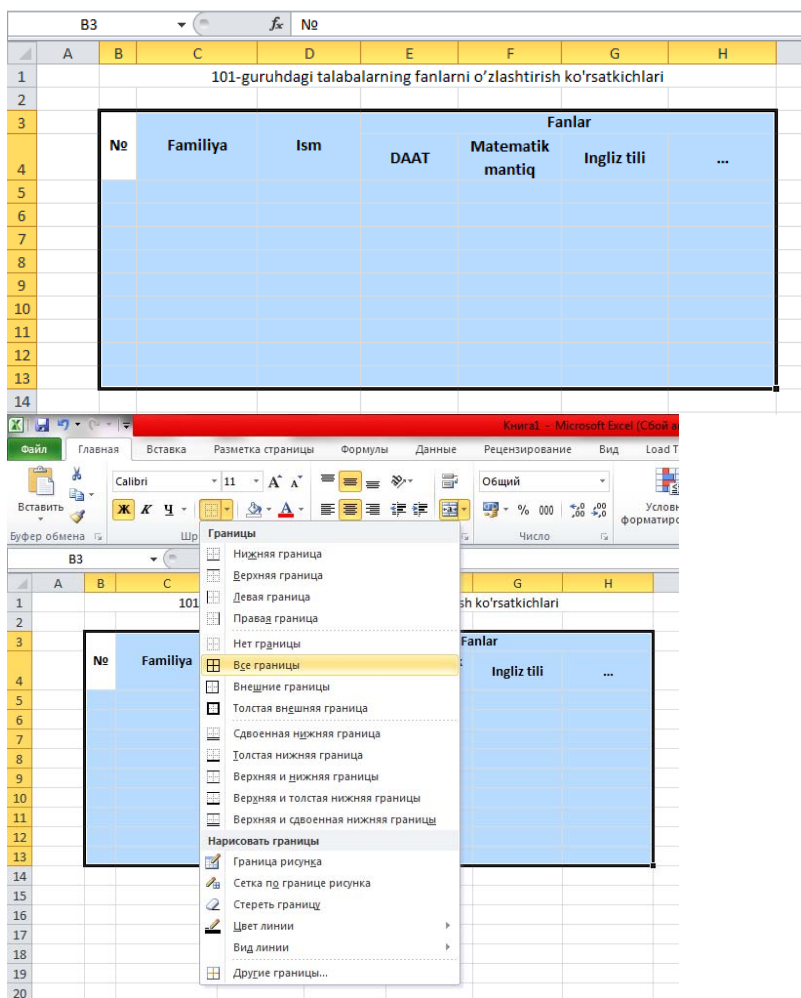 B3 fx №
A B C D E F G H
1 101-guruhdagi talabalarning fanlarni o‘zlashtirish ko'rsatkichlari
2
3 Fanlar
№ Familiya Ism
4 DAAT Matematik mantiq Ingliz tili ...
5
6
7
8
9
10
11
12
13
14
Книга1 - Microsoft Excel (Сбой а
Файл Главная Вставка Разметка страницы Формулы Данные Рецензирование Вид Load T
Calibri 11 А А Общий
Вставить Ж К Ч А % 000 ,00 ,00 Условн
форматиро
Буфер обмена Шр Число
B3
A B C G H
Границы
Нижняя граница
Верхняя граница
Левая граница
Правая граница
Нет границы
Все границы
Внешние границы
Толстая внешняя граница
Сдвоенная нижняя граница
Толстая нижняя граница
Верхняя и нижняя границы
Верхняя и толстая нижняя границы
Верхняя и сдвоенная нижняя границы
Нарисовать границы
Граница рисунка
Сетка по границе рисунка
Стереть границу
Цвет линии
Вид линии
Другие границы...
1 101 sh ko'rsatkichlari
2
3 Fanlar
№ Familiya
4 Ingliz tili ...
5
6
7
8
9
10
11
12
13
14
15
16
17
18
19
20